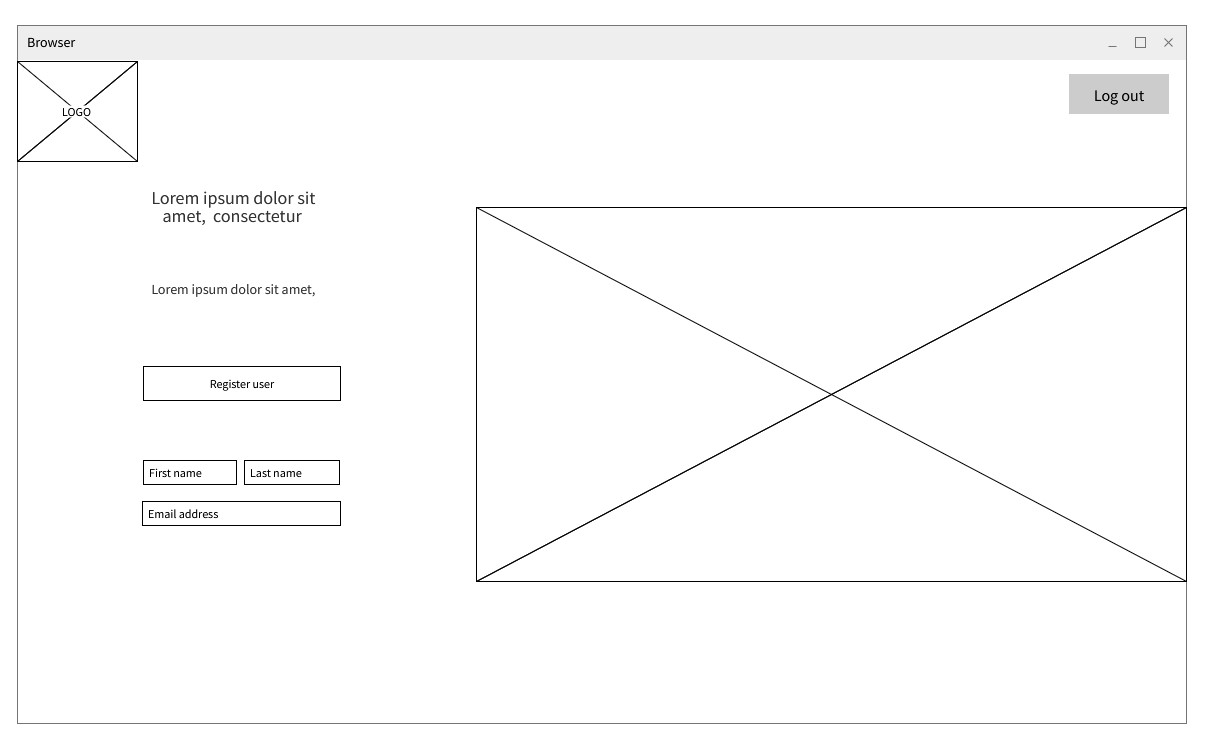 Browser
LOGO
Log out
Lorem ipsum dolor sit
amet,  consectetur
Lorem ipsum dolor sit amet,
Register user
First name
Last name
Email address